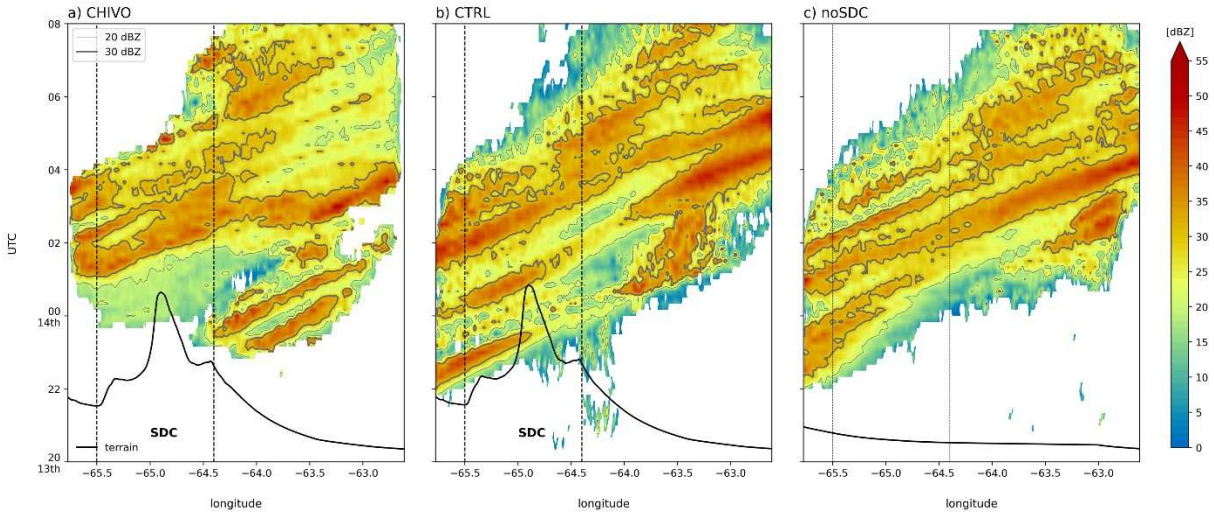 a) CHIVO
b) CTRL
c) noSDC
[dBZ]
20 dBZ
30 dBZ
UTC
08
06
04
02
00
14th
22
20
13th
SDC
terrain
−65.5
−65.0
−64.5
−64.0
−63.5
−63.0
longitude
SDC
−65.5
−65.0
−64.5
−64.0
−63.5
−63.0
longitude
−65.5
−65.0
−64.5
−64.0
−63.5
−63.0
longitude
55
50
45
40
35
30
25
20
15
10
5
0